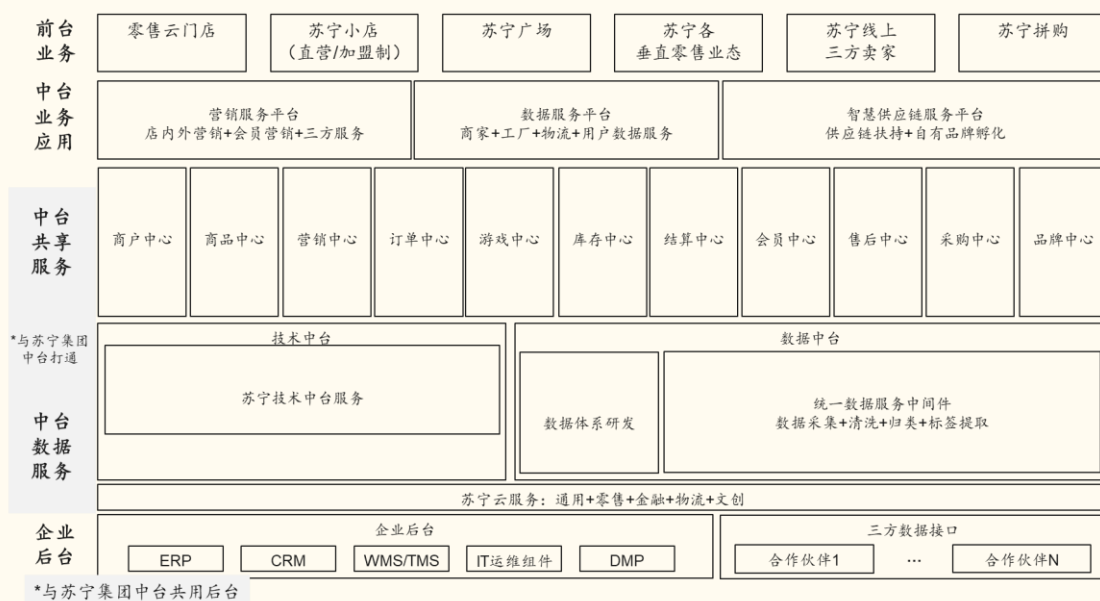 前台
业务
零售云门店
苏宁小店
（直营/加盟制）
苏宁广场
苏宁各
垂直零售业态
苏宁线上
三方卖家
苏宁拼购
中台
业务
应用
营销服务平台
店内外营销+会员营销+三方服务
数据服务平台
商家+工厂+物流+用户数据服务
智慧供应链服务平台
供应链扶持+自有品牌孵化
中台
共享
服务
商户中心
商品中心
营销中心
订单中心
游戏中心
库存中心
结算中心
会员中心
售后中心
采购中心
品牌中心
*与苏宁集团
中台打通
中台
数据
服务
技术中台
苏宁技术中台服务
数据中台
数据体系研发
统一数据服务中间件
数据采集+清洗+归类+标签提取
苏宁云服务：通用+零售+金融+物流+文创
企业
后台
企业后台
ERP
CRM
WMS/TMS
IT运维组件
DMP
三方数据接口
合作伙伴1
…
合作伙伴N
*与苏宁集团中台共用后台